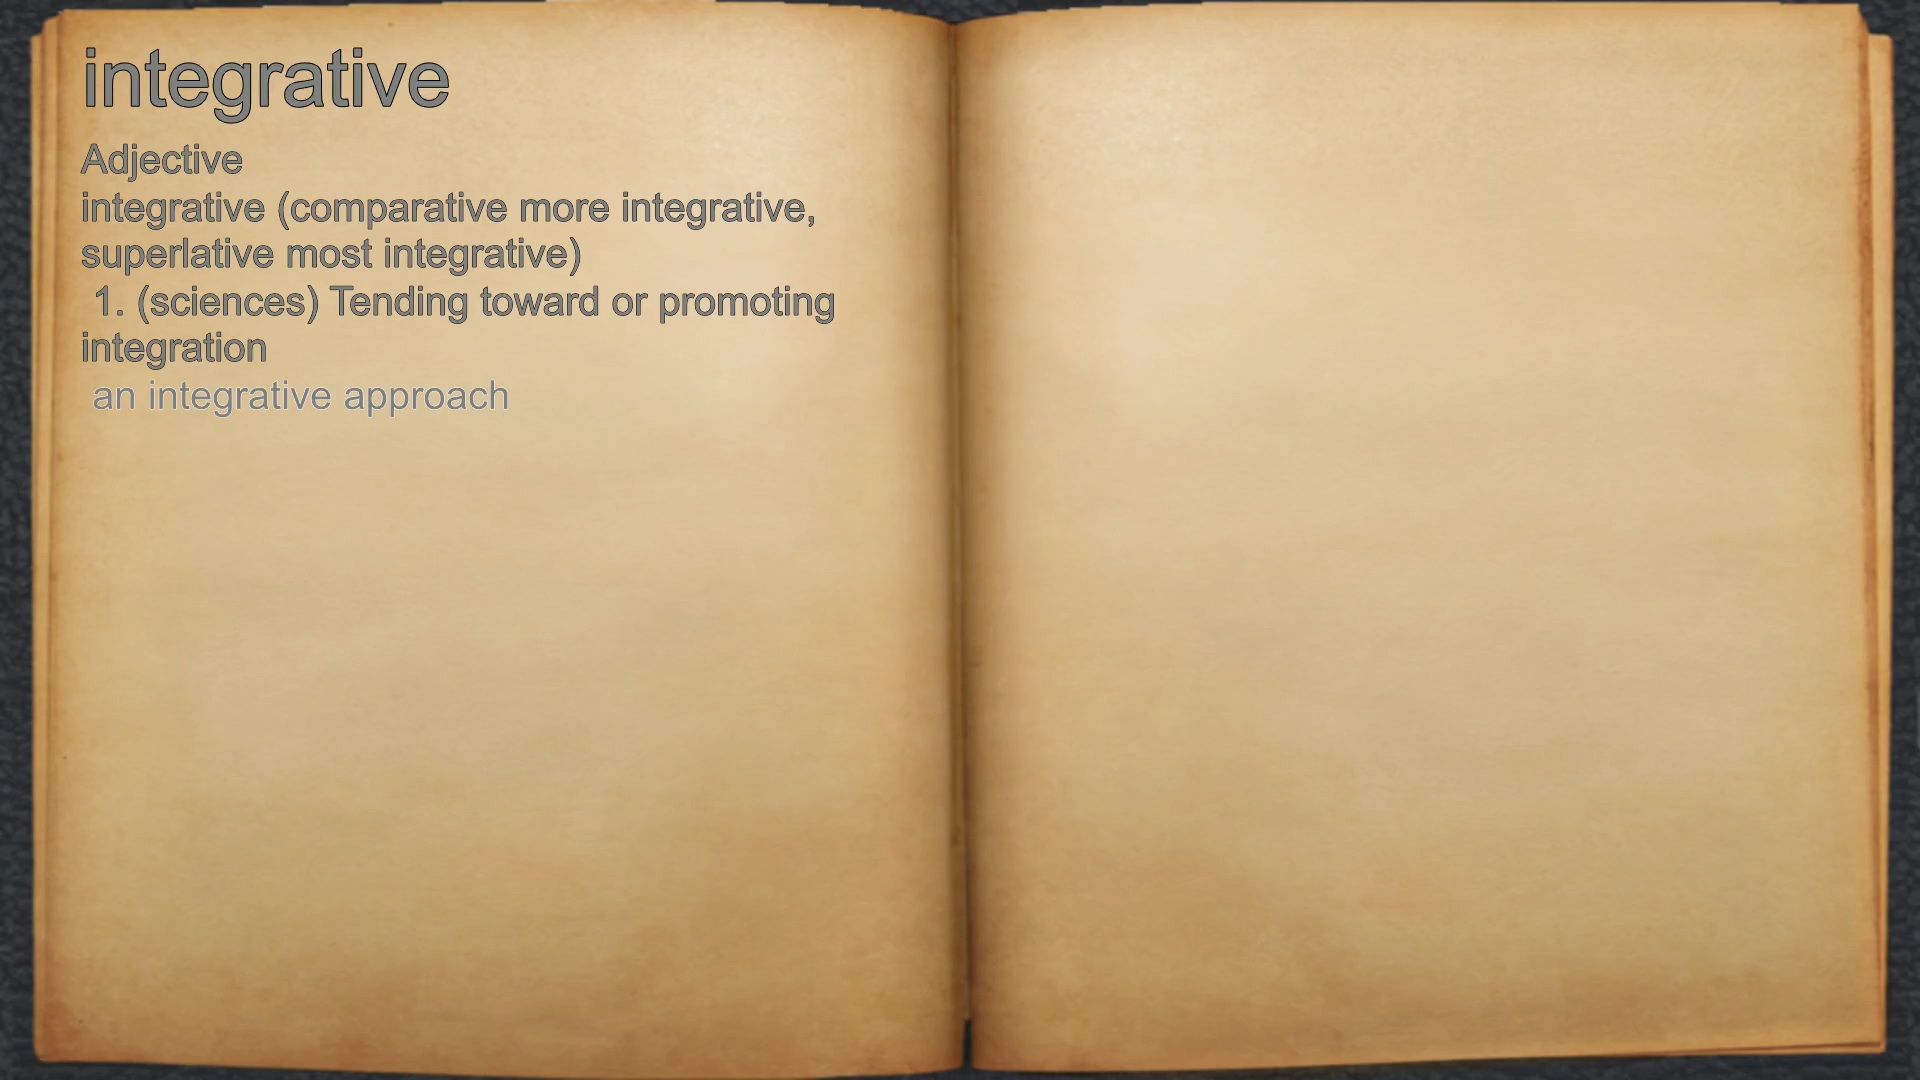 integrative
Adjective
integrative (comparative more integrative,
superlative most integrative)
1. (sciences) Tending toward or promoting
integration
an integrative approach